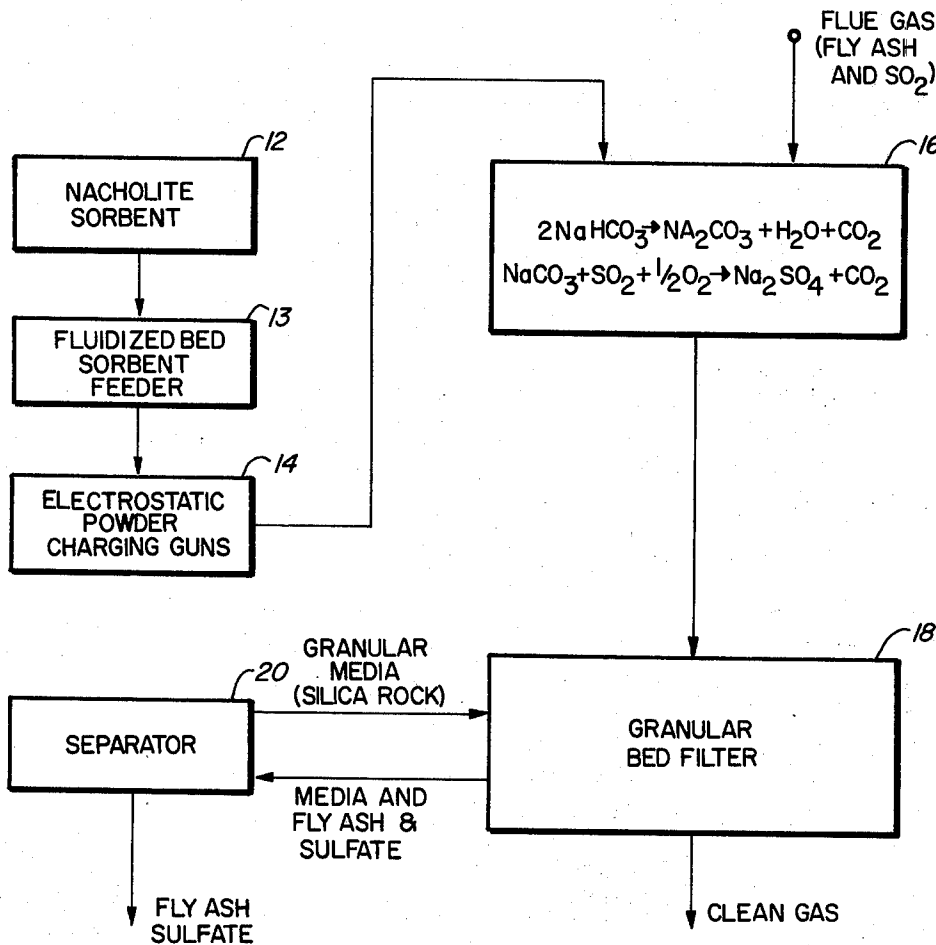 FLUE GAS
(FLY ASH
AND SO2)
12
NACHOLITE
SORBENT
16
2NaHCO3→NA2CO3+H2O+CO2
NaCO3+SO2+1/2O2→Na2SO4+CO2
13
FLUIDIZED BED
SORBENT
FEEDER
14
ELECTROSTATIC
POWDER
CHARGING GUNS
18
GRANULAR
BED FILTER
GRANULAR
MEDIA
(SILICA ROCK)
20
SEPARATOR
MEDIA AND
FLY ASH &
SULFATE
FLY ASH
SULFATE
CLEAN GAS